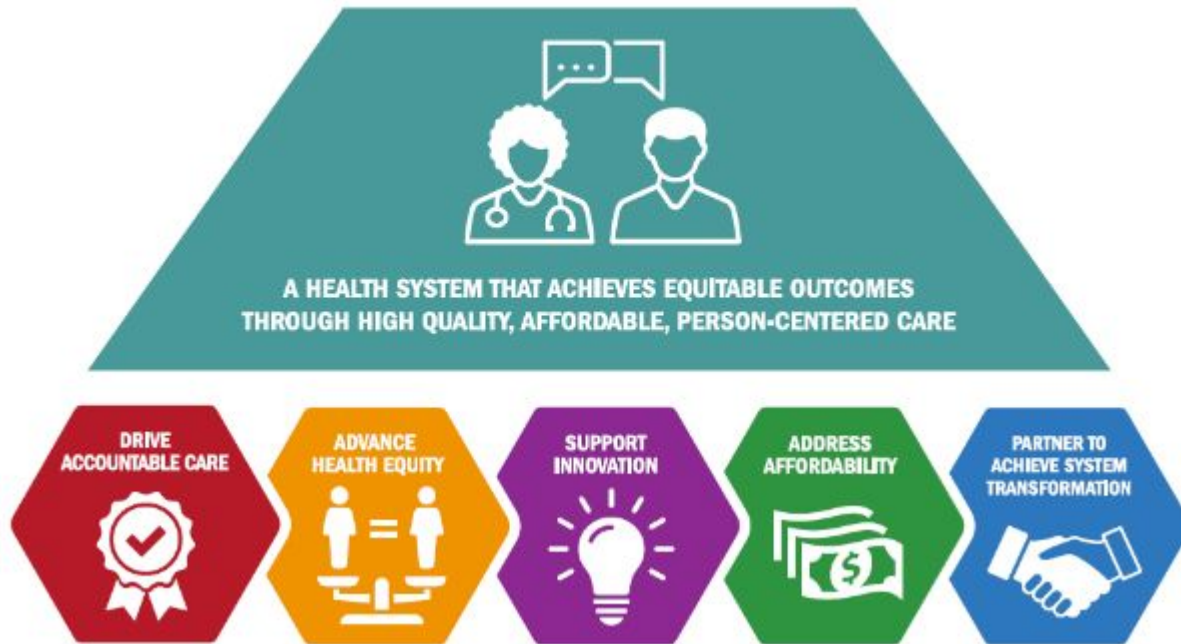 A HEALTH SYSTEM THAT ACHIEVES EQUITABLE OUTCOMES
THROUGH HIGH QUALITY, AFFORDABLE, PERSON-CENTERED CARE
DRIVE
ACCOUNTABLE CARE
ADVANCE
HEALTH EQUITY
=
SUPPORT
INNOVATION
ADDRESS
AFFORDABILITY
$
PARTNER TO
ACHIEVE SYSTEM
TRANSFORMATION